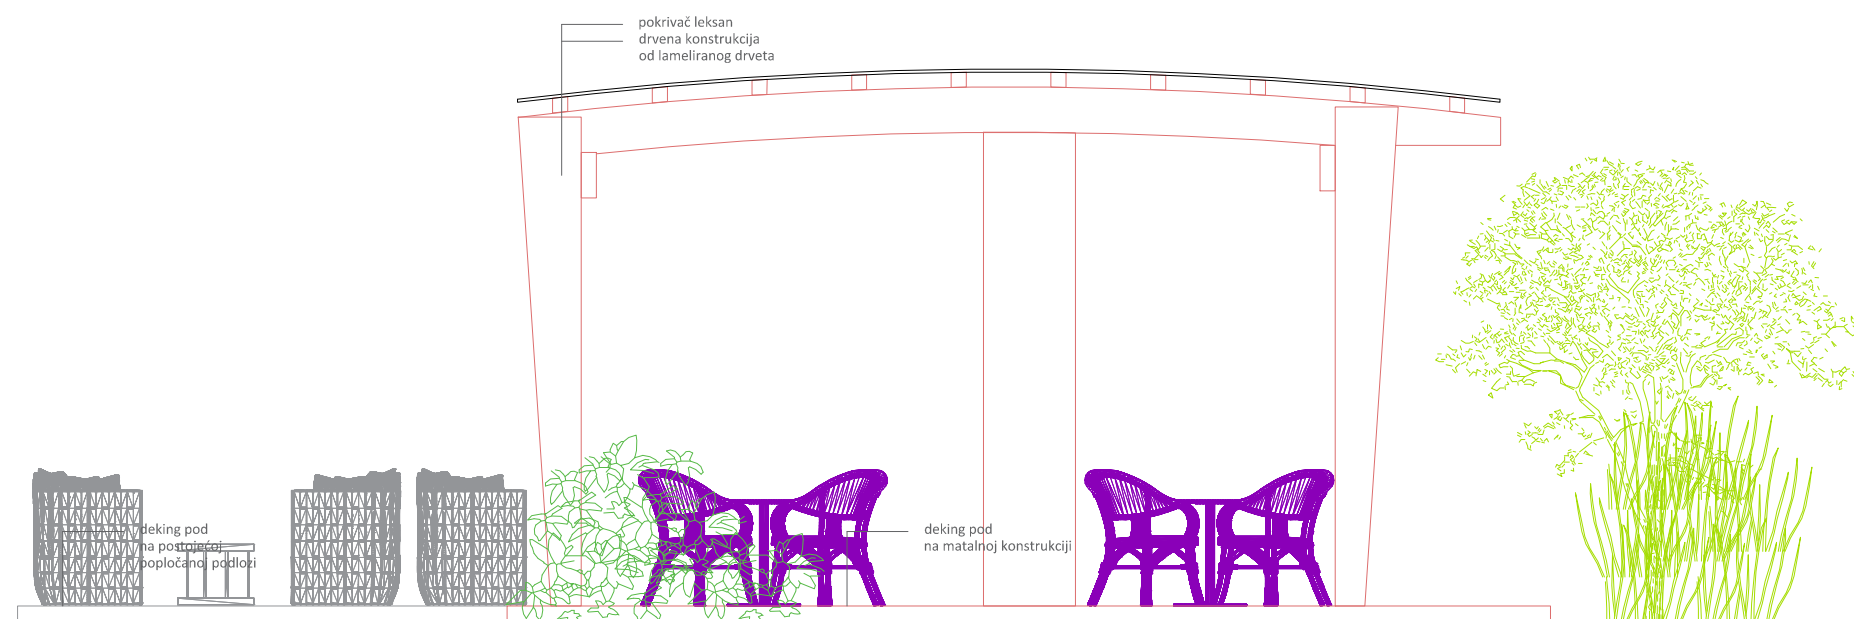 pokrivač leksan
drvena konstrukcija
od lameliranog drveta
deking pod
na postojećoj
popločanoj podlozi
deking pod
na matalnoj konstrukciji